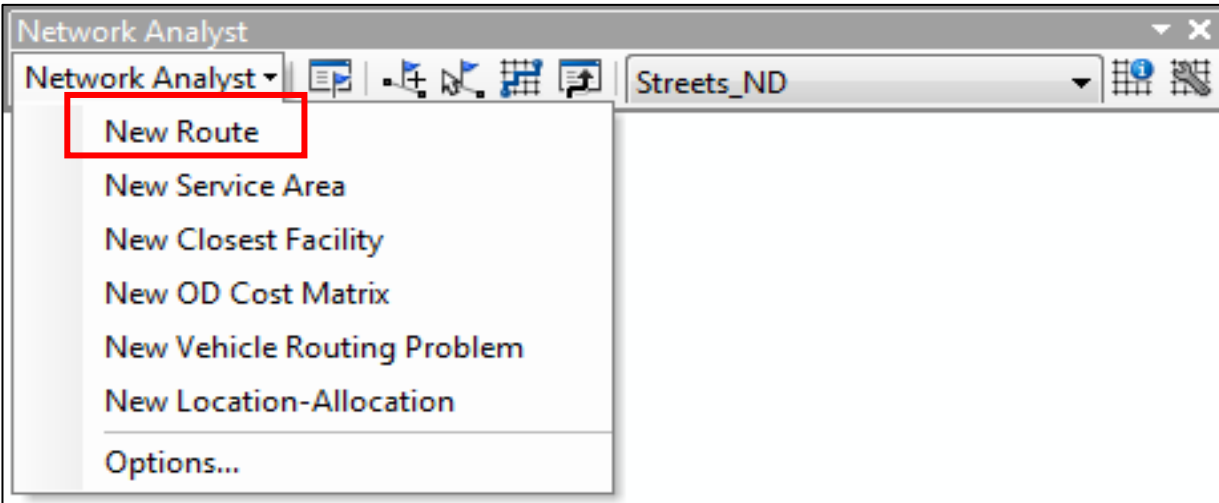 Network Analyst
Network Analyst Streets_ND
New Route
New Service Area
New Closest Facility
New OD Cost Matrix
New Vehicle Routing Problem
New Location-Allocation
Options...